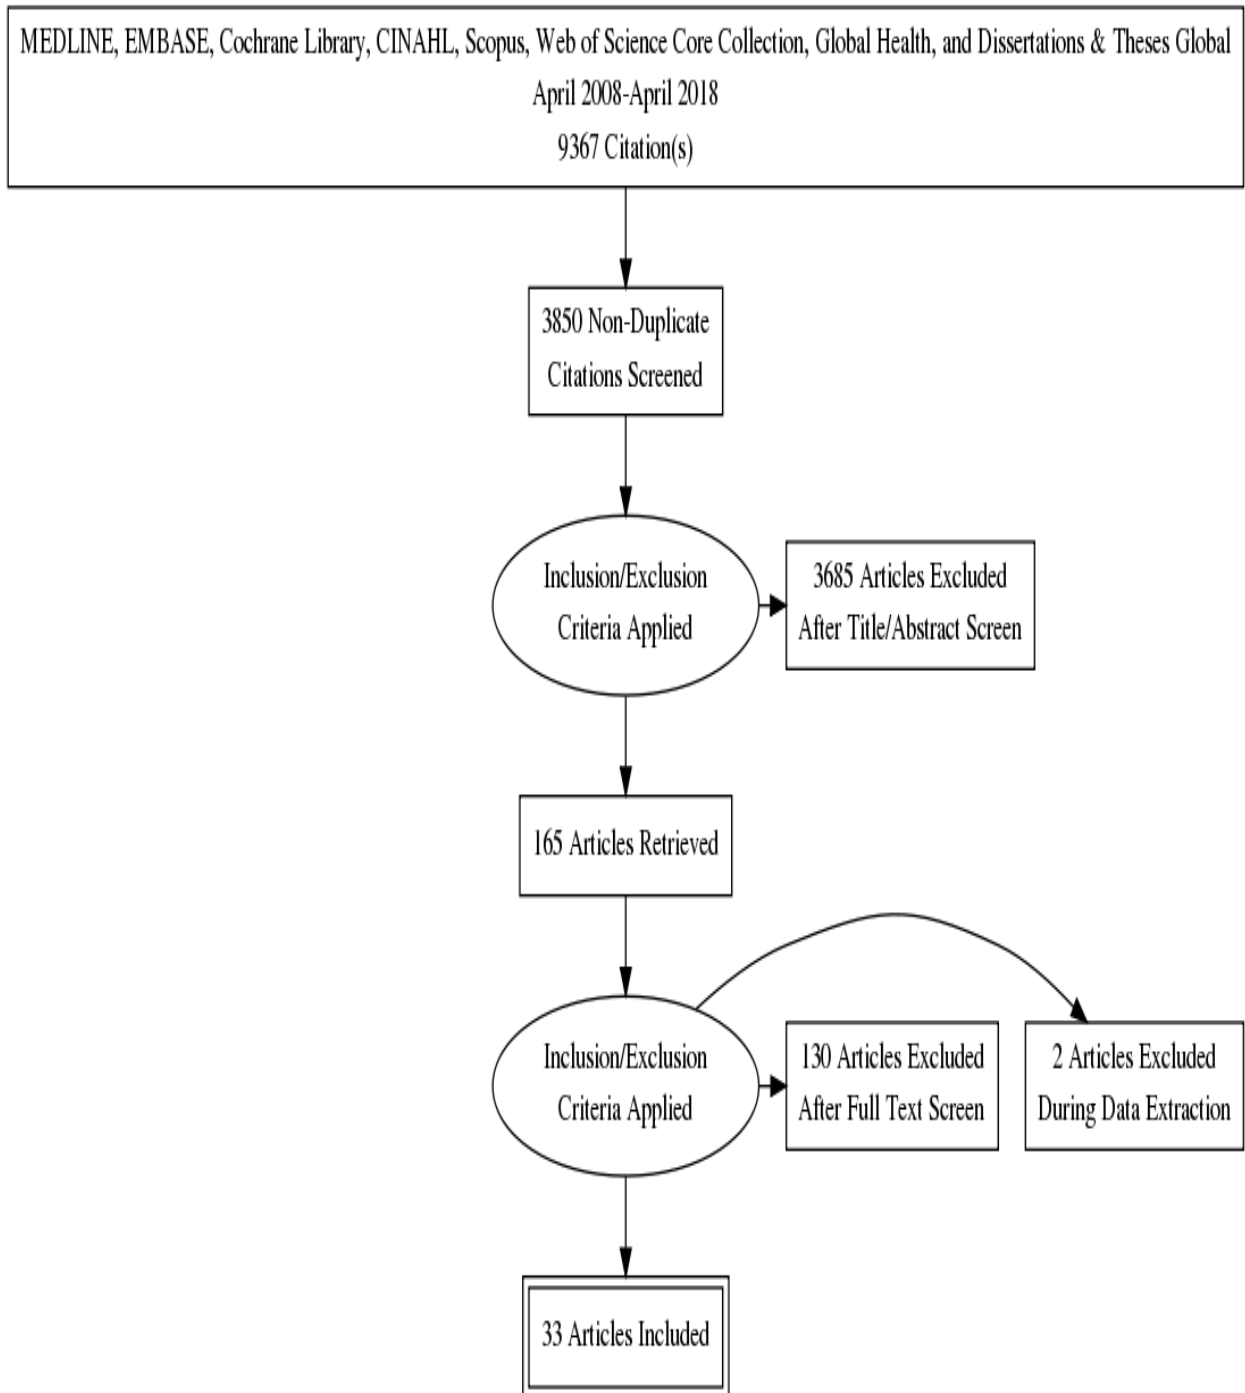 MEDLINE, EMBASE, Cochrane Library, CINAHL, Scopus, Web of Science Core Collection, Global Health, and Dissertations & Theses Global
April 2008-April 2018
9367 Citation(s)
3850 Non-Duplicate
Citations Screened
Inclusion/Exclusion
Criteria Applied
3685 Articles Excluded
After Title/Abstract Screen
165 Articles Retrieved
Inclusion/Exclusion
Criteria Applied
130 Articles Excluded
After Full Text Screen
2 Articles Excluded
During Data Extraction
33 Articles Included